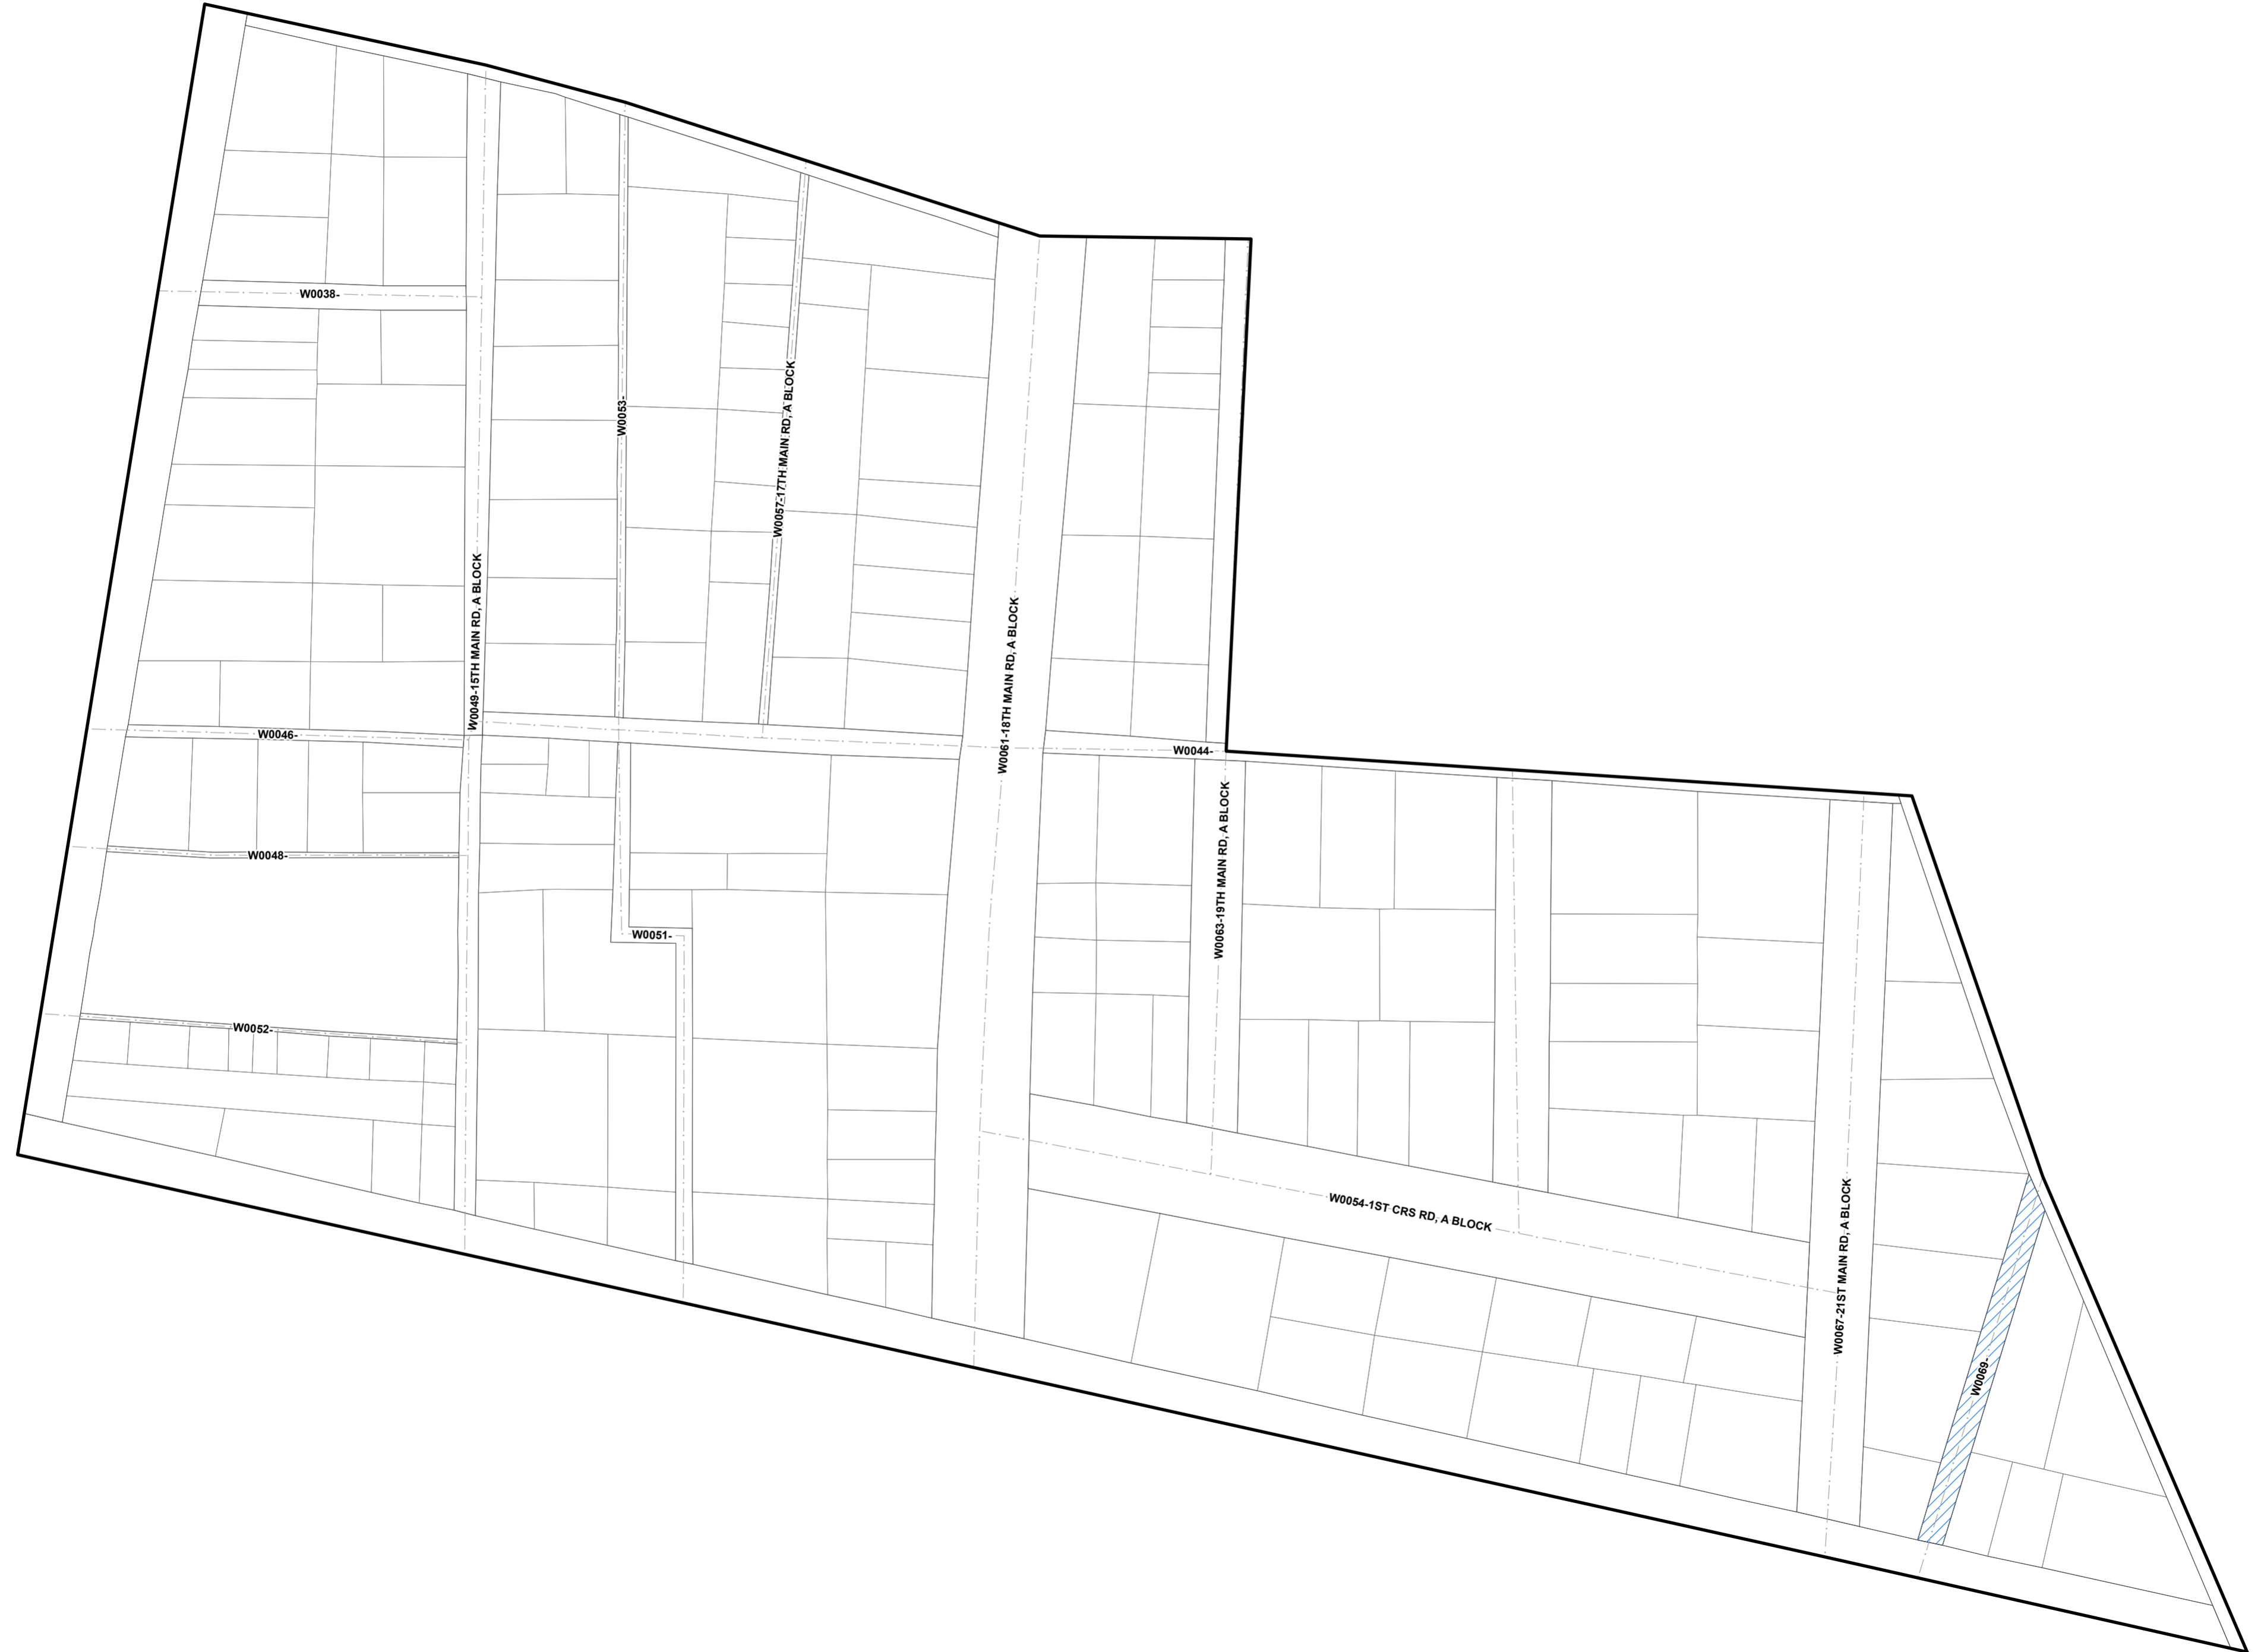 W0038-
W0053-
W0057-17TH MAIN RD, A BLOCK
W0049-15TH MAIN RD, A BLOCK
W0061-18TH MAIN RD, A BLOCK
W0046-
W0044-
W0063-19TH MAIN RD, A BLOCK
W0048-
W0051-
W0052-
W0054-1ST CRS RD, A BLOCK
W0067-21ST MAIN RD, A BLOCK
W0069-